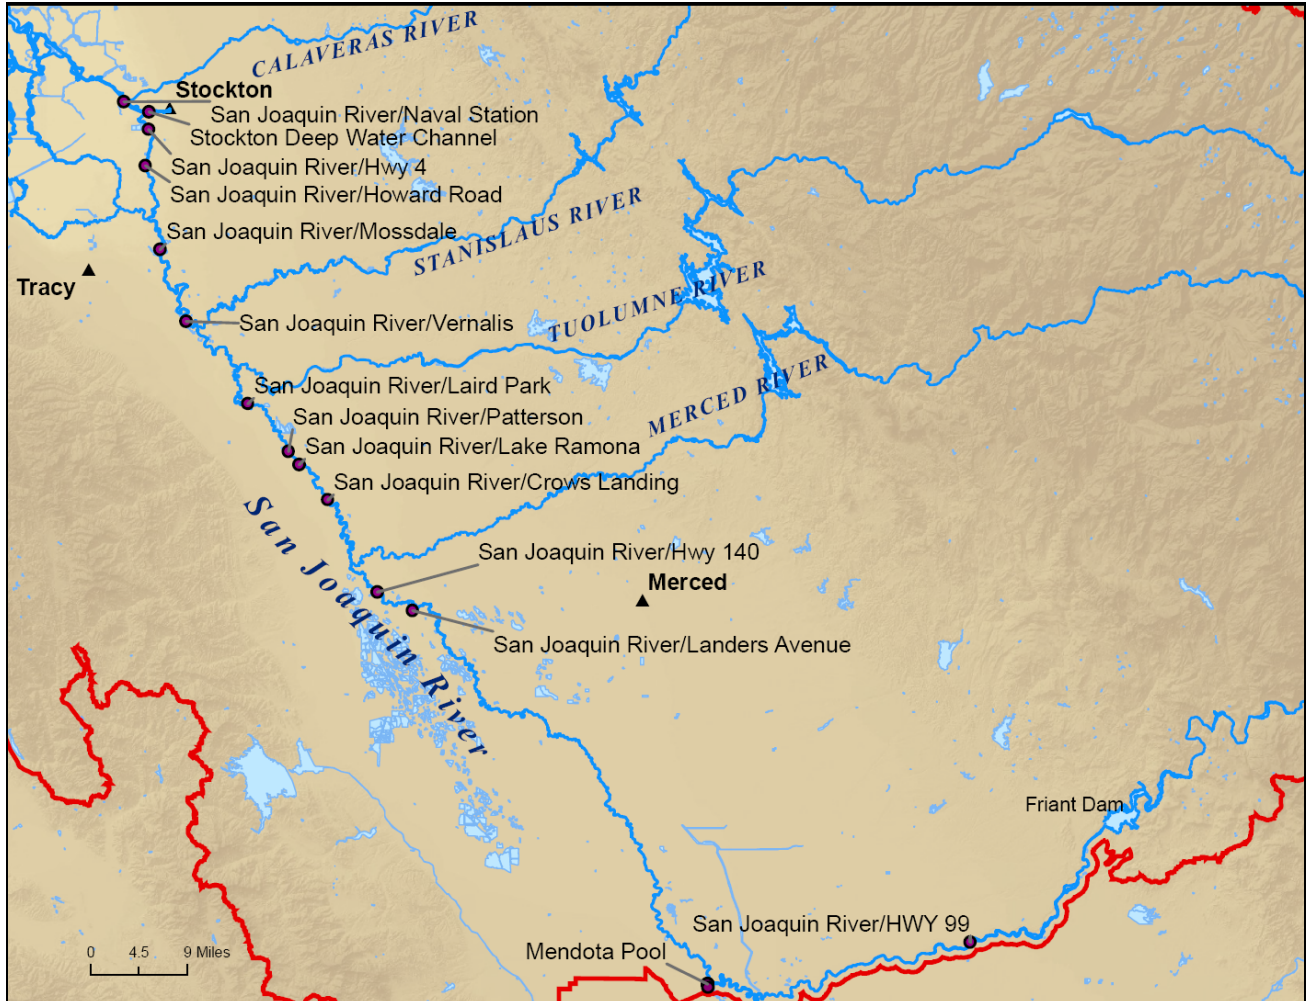 CALAVERAS RIVER
Stockton
San Joaquin River/Naval Station
Stockton Deep Water Channel
San Joaquin River/Hwy 4
San Joaquin River/Howard Road
STANISLAUS RIVER
San Joaquin River/Mossdale
Tracy
TUOLUMNE RIVER
San Joaquin River/Vernalis
MERCED RIVER
San Joaquin River/Laird Park
San Joaquin River/Patterson
San Joaquin River/Lake Ramona
San Joaquin River/Crows Landing
San Joaquin River
San Joaquin River/Hwy 140
Merced
San Joaquin River/Landers Avenue
Friant Dam
San Joaquin River/HWY 99
Mendota Pool
0 4.5 9 Miles